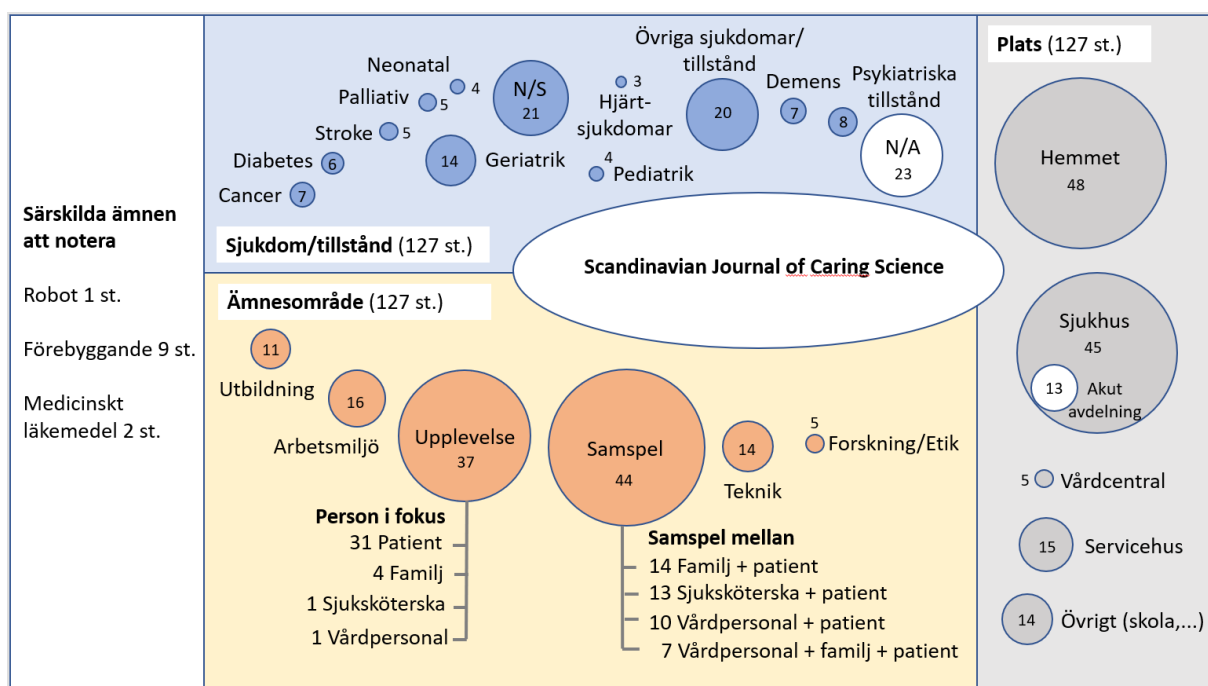 Särskilda ämnen
att notera
Robot 1 st.
Förebyggande 9 st.
Medicinskt
läkemedel 2 st.
Neonatal
4
Palliativ
5
Stroke
5
Diabetes
6
Cancer
7
N/S
21
14
Geriatrik
3
Hjärt-
sjukdomar
4
Pediatrik
Övriga sjukdomar/
tillstånd
20
Demens
7
Psykiatriska
tillstånd
8
N/A
23
Sjukdom/tillstånd (127 st.)
Scandinavian Journal of Caring Science
Ämnesområde (127 st.)
11
Utbildning
16
Arbetsmiljö
Upplevelse
37
Samspel
44
14
Teknik
5
Forskning/Etik
Person i fokus
31 Patient
4 Familj
1 Sjuksköterska
1 Vårdpersonal
Samspel mellan
14 Familj + patient
13 Sjuksköterska + patient
10 Vårdpersonal + patient
7 Vårdpersonal + familj + patient
Plats (127 st.)
Hemmet
48
Sjukhus
45
13
Akut
avdelning
5 Vårdcentral
15 Servicehus
14 Övrigt (skola,...)